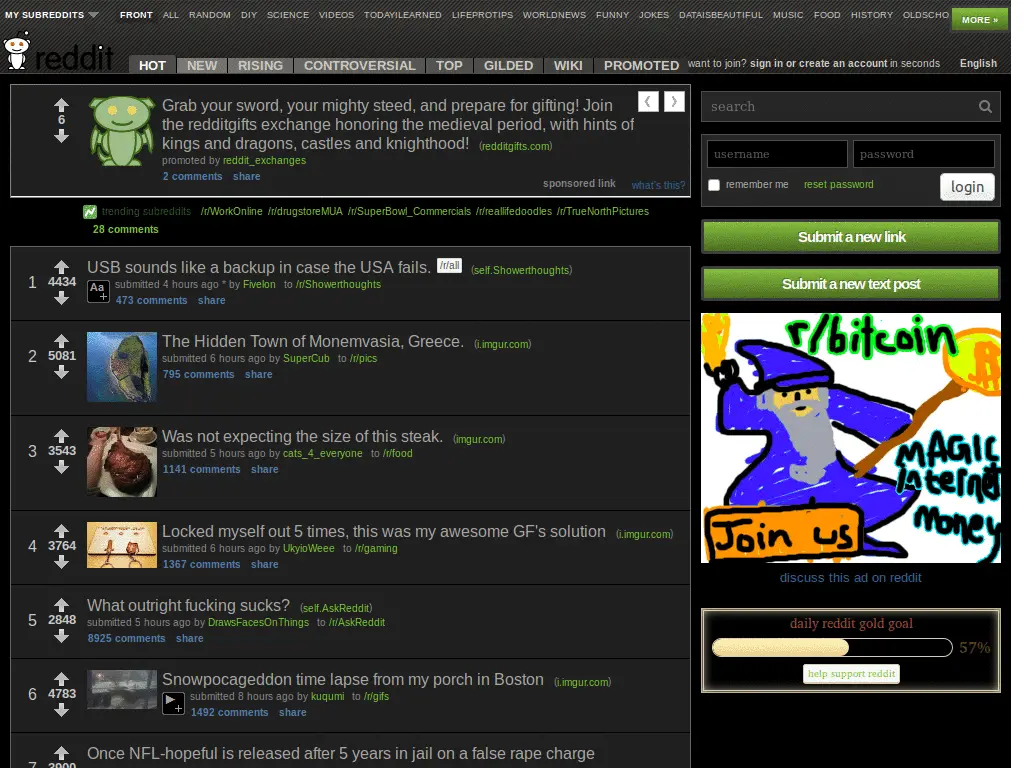 MY SUBREDDITS FRONT ALL RANDOM DIY SCIENCE VIDEOS TODAYILEARNED LIFEPROTIPS WORLDNEWS FUNNY JOKES DATAISBEAUTIFUL MUSIC FOOD HISTORY OLDSCHO MORE »
reddit HOT NEW RISING CONTROVERSIAL TOP GILDED WIKI PROMOTED want to join? sign in or create an account in seconds English
6
Grab your sword, your mighty steed, and prepare for gifting! Join
the redditgifts exchange honoring the medieval period, with hints of
kings and dragons, castles and knighthood! (redditgifts.com)
promoted by reddit_exchanges
2 comments share
sponsored link what's this?
trending subreddits /r/WorkOnline /r/drugstoreMUA /r/SuperBowl_Commercials /r/reallifedoodles /r/TrueNorthPictures
28 comments
1
4434
USB sounds like a backup in case the USA fails. /r/all (self.Showerthoughts)
Aa+
submitted 4 hours ago * by Fivelon to /r/Showerthoughts
473 comments share
2
5081
The Hidden Town of Monemvasia, Greece. (i.imgur.com)
submitted 6 hours ago by SuperCub to /r/pics
795 comments share
3
3543
Was not expecting the size of this steak. (imgur.com)
submitted 5 hours ago by cats_4_everyone to /r/food
1141 comments share
4
3764
Locked myself out 5 times, this was my awesome GF's solution (i.imgur.com)
submitted 6 hours ago by UkyioWeee to /r/gaming
1367 comments share
5
2848
What outright fucking sucks? (self.AskReddit)
submitted 5 hours ago by DrawsFacesOnThings to /r/AskReddit
8925 comments share
6
4783
Snowpocageddon time lapse from my porch in Boston (i.imgur.com)
submitted 8 hours ago by kuqumi to /r/gifs
1492 comments share
7
3900
Once NFL-hopeful is released after 5 years in jail on a false rape charge
search
username password
remember me reset password login
Submit a new link
Submit a new text post
r/bitcoin
MAGIC
internet
money
Join us
discuss this ad on reddit
daily reddit gold goal
57%
help support reddit